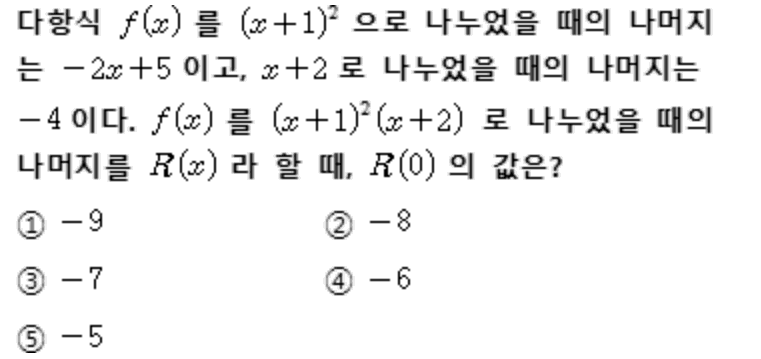 다항식 f(x) 를 (x+1)² 으로 나누었을 때의 나머지
는 −2x+5 이고, x+2 로 나누었을 때의 나머지는
−4 이다. f(x) 를 (x+1)²(x+2) 로 나누었을 때의
나머지를 R(x) 라 할 때, R(0) 의 값은?
① −9 ② −8
③ −7 ④ −6
⑤ −5